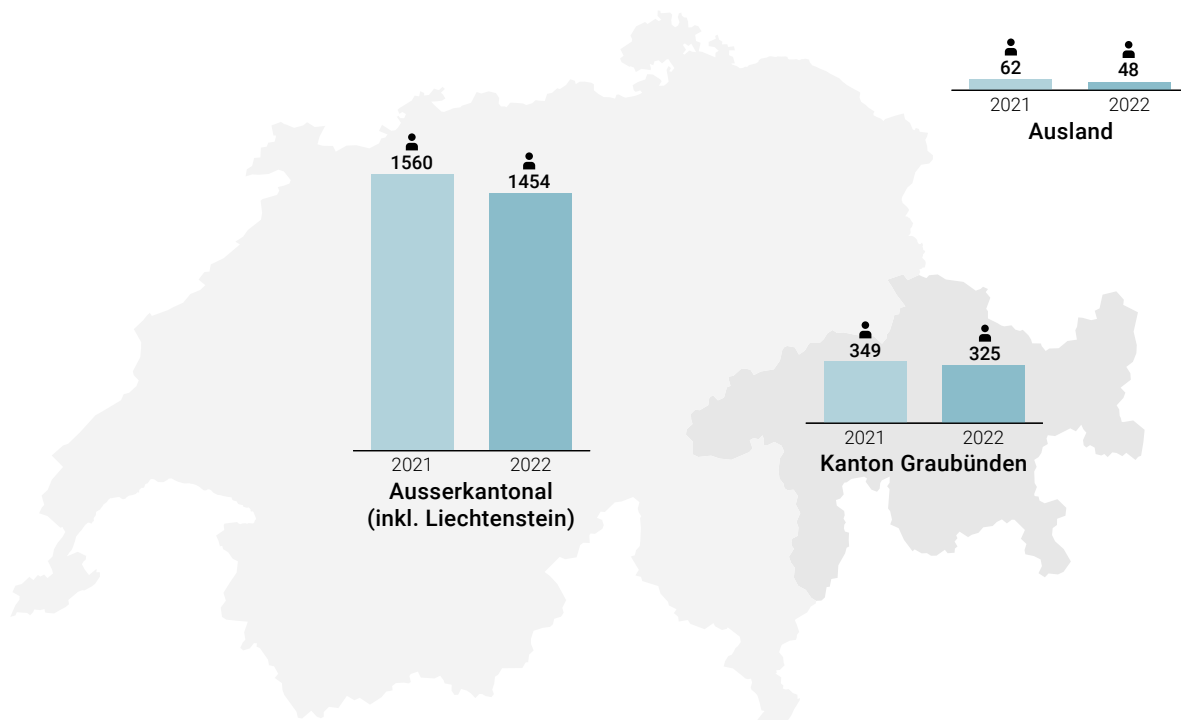 62 48
2021 2022
Ausland
1560 1454
2021 2022
Ausserkantonal
(inkl. Liechtenstein)
349 325
2021 2022
Kanton Graubünden